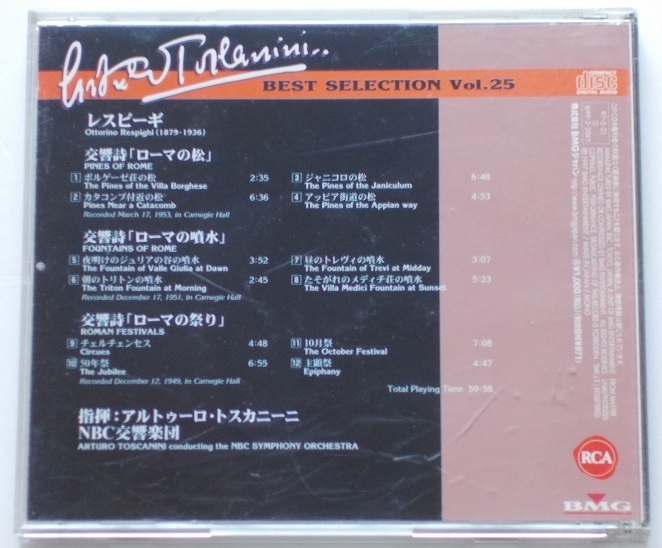 Arturo Toscanini..
BEST SELECTION Vol.25
COMPACT
disc
DIGITAL AUDIO
レスピーギ
Ottorino Respighi (1879-1936)
交響詩「ローマの松」
PINES OF ROME
1 ボルゲーゼ荘の松 2:35
The Pines of the Villa Borghese
2 カタコンブ付近の松 6:36
Pines Near a Catacomb
Recorded March 17, 1953, in Carnegie Hall
3 ジャニコロの松 6:48
The Pines of the Janiculum
4 アッピア街道の松 4:53
The Pines of the Appian way
交響詩「ローマの噴水」
FOUNTAINS OF ROME
5 夜明けのジュリアの谷の噴水 3:52
The Fountain of Valle Giulia at Dawn
6 朝のトリトンの噴水 2:45
The Triton Fountain at Morning
Recorded December 17, 1951, in Carnegie Hall
7 昼のトレヴィの噴水 3:07
The Fountain of Trevi at Midday
8 たそがれのメディチ荘の噴水 5:23
The Villa Medici Fountain at Sunset
交響詩「ローマの祭り」
ROMAN FESTIVALS
9 チェルチェンセス 4:48
Circues
10 50年祭 6:55
The Jubilee
Recorded December 12, 1949, in Carnegie Hall
11 10月祭 7:08
The October Festival
12 主顕祭 4:47
Epiphany
Total Playing Time 59:58
指揮:アルトゥーロ・トスカニーニ
NBC交響楽団
ARTURO TOSCANINI conducting the NBC SYMPHONY ORCHESTRA
株式会社BMGジャパン
¥1,000
RCA
BMG